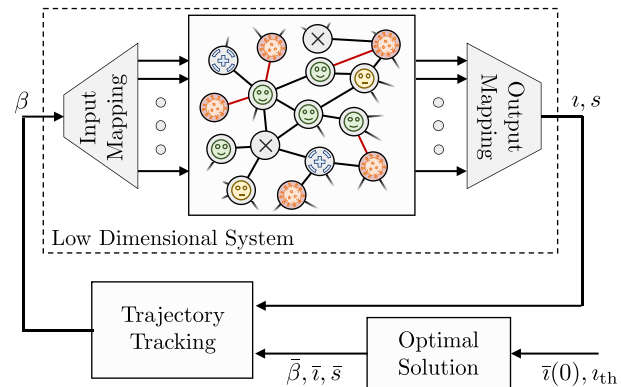 β
Input
Mapping
Output
Mapping
ı, s
Low Dimensional System
Trajectory
Tracking
Optimal
Solution
β̅, ı̅, s̅
ı̅(0), ıth